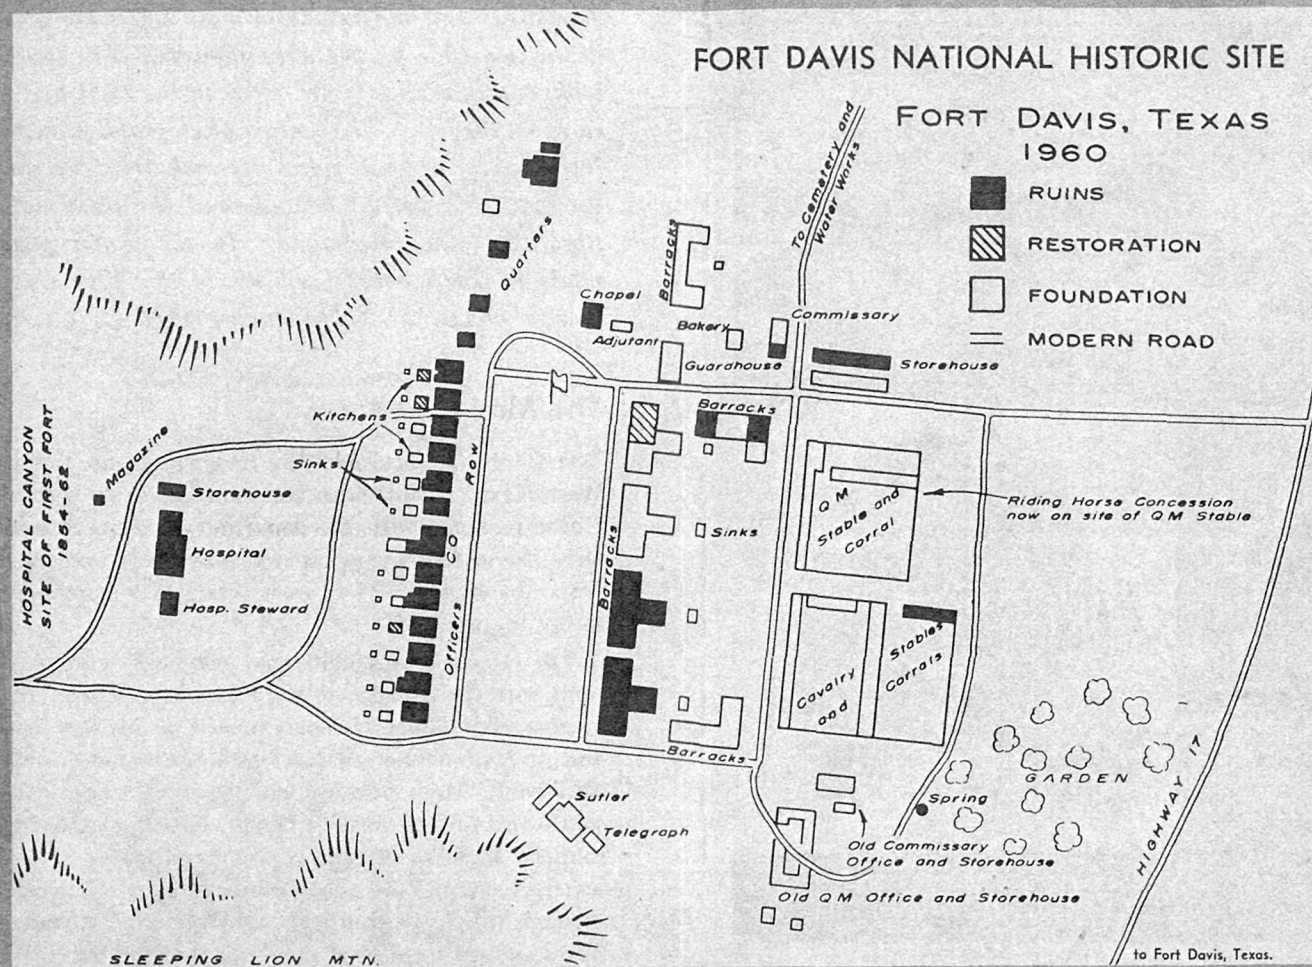 FORT DAVIS NATIONAL HISTORIC SITE
FORT DAVIS, TEXAS
1960
RUINS
RESTORATION
FOUNDATION
MODERN ROAD
To Cemetery and
Water Works
Quarters
Barracks
Chapel
Adjutant
Bakery
Guardhouse
Commissary
Storehouse
Kitchens
Sinks
Row
CO
Officers
HOSPITAL CANYON
SITE OF FIRST FORT
1854-62
Magazine
Storehouse
Hospital
Hosp. Steward
Barracks
Barracks
Sinks
QM
Stable and
Corral
Riding Horse Concession
now on site of QM Stable
Cavalry
and
Stables
Corrals
Barracks
GARDEN
Spring
HIGHWAY 17
Sutler
Telegraph
Old Commissary
Office and Storehouse
Old QM Office and Storehouse
SLEEPING LION MTN.
to Fort Davis, Texas.